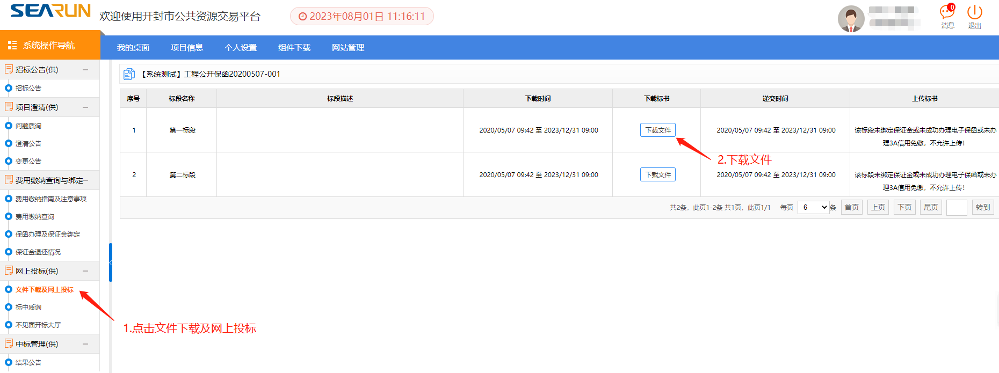 SEARUN
欢迎使用开封市公共资源交易平台
2023年08月01日 11:16:11
0
消息
退出
系统操作导航
我的桌面 项目信息 个人设置 组件下载 网站管理
招标公告(供)
招标公告
项目澄清(供)
问题质询
澄清公告
变更公告
费用缴纳查询与绑定
费用缴纳指南及注意事项
费用缴纳查询
保函办理及保证金绑定
保证金退还情况
网上投标(供)
文件下载及网上投标
标中质询
不见面开标大厅
中标管理(供)
结果公告
【系统测试】工程公开保函20200507-001
序号 标段名称 标段描述 下载时间 下载标书 递交时间 上传标书
1 第一标段 2020/05/07 09:42 至 2023/12/31 09:00 下载文件 2020/05/07 09:42 至 2023/12/31 09:00 该标段未绑定保证金或未成功办理电子保函或未办
理3A信用免缴，不允许上传!
2.下载文件
2 第二标段 2020/05/07 09:42 至 2023/12/31 09:00 下载文件 2020/05/07 09:42 至 2023/12/31 09:00 该标段未绑定保证金或未成功办理电子保函或未办
理3A信用免缴，不允许上传!
共2条，此页1-2条 共1页，此页1/1 每页 6 条 首页 上页 下页 尾页 转到
1.点击文件下载及网上投标